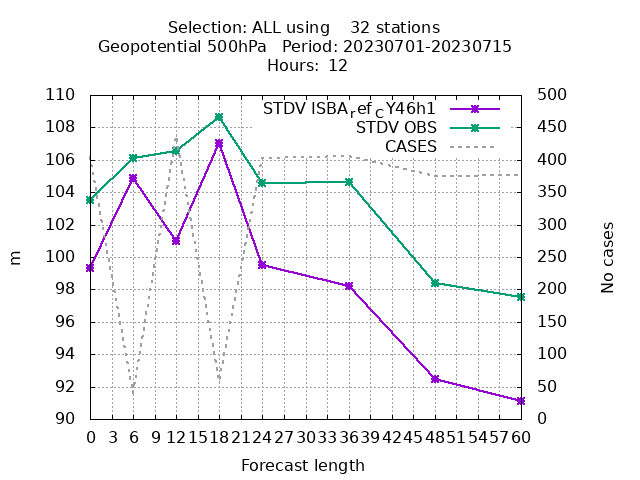 Selection: ALL using    32 stations
Geopotential 500hPa   Period: 20230701-20230715
Hours: 12
STDV ISBA_ref_CY46h1
STDV OBS
CASES
110
108
106
104
102
100
98
96
94
92
90
m
500
450
400
350
300
250
200
150
100
50
0
No cases
0 3 6 9 12 15 18 21 24 27 30 33 36 39 42 45 48 51 54 57 60
Forecast length